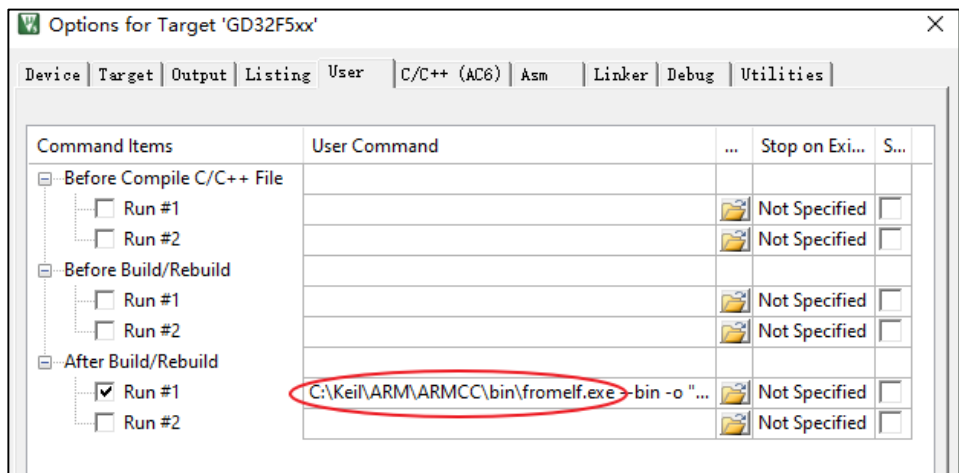 Options for Target 'GD32F5xx'
Device Target Output Listing User C/C++ (AC6) Asm Linker Debug Utilities
Command Items User Command ... Stop on Exi... S...
Before Compile C/C++ File
Run #1 Not Specified
Run #2 Not Specified
Before Build/Rebuild
Run #1 Not Specified
Run #2 Not Specified
After Build/Rebuild
Run #1 C:\Keil\ARM\ARMCC\bin\fromelf.exe --bin -o "... Not Specified
Run #2 Not Specified